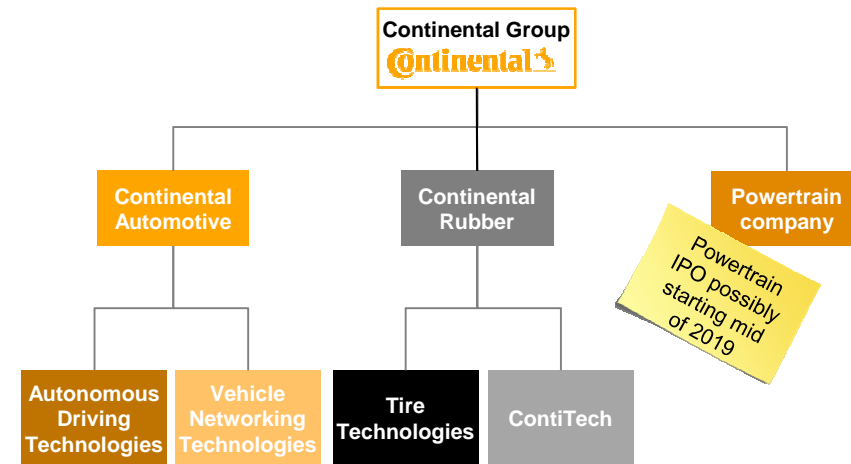 Continental Group
Continental
Continental
Automotive
Continental
Rubber
Powertrain
company
Powertrain
IPO possibly
starting mid
of 2019
Autonomous
Driving
Technologies
Vehicle
Networking
Technologies
Tire
Technologies
ContiTech